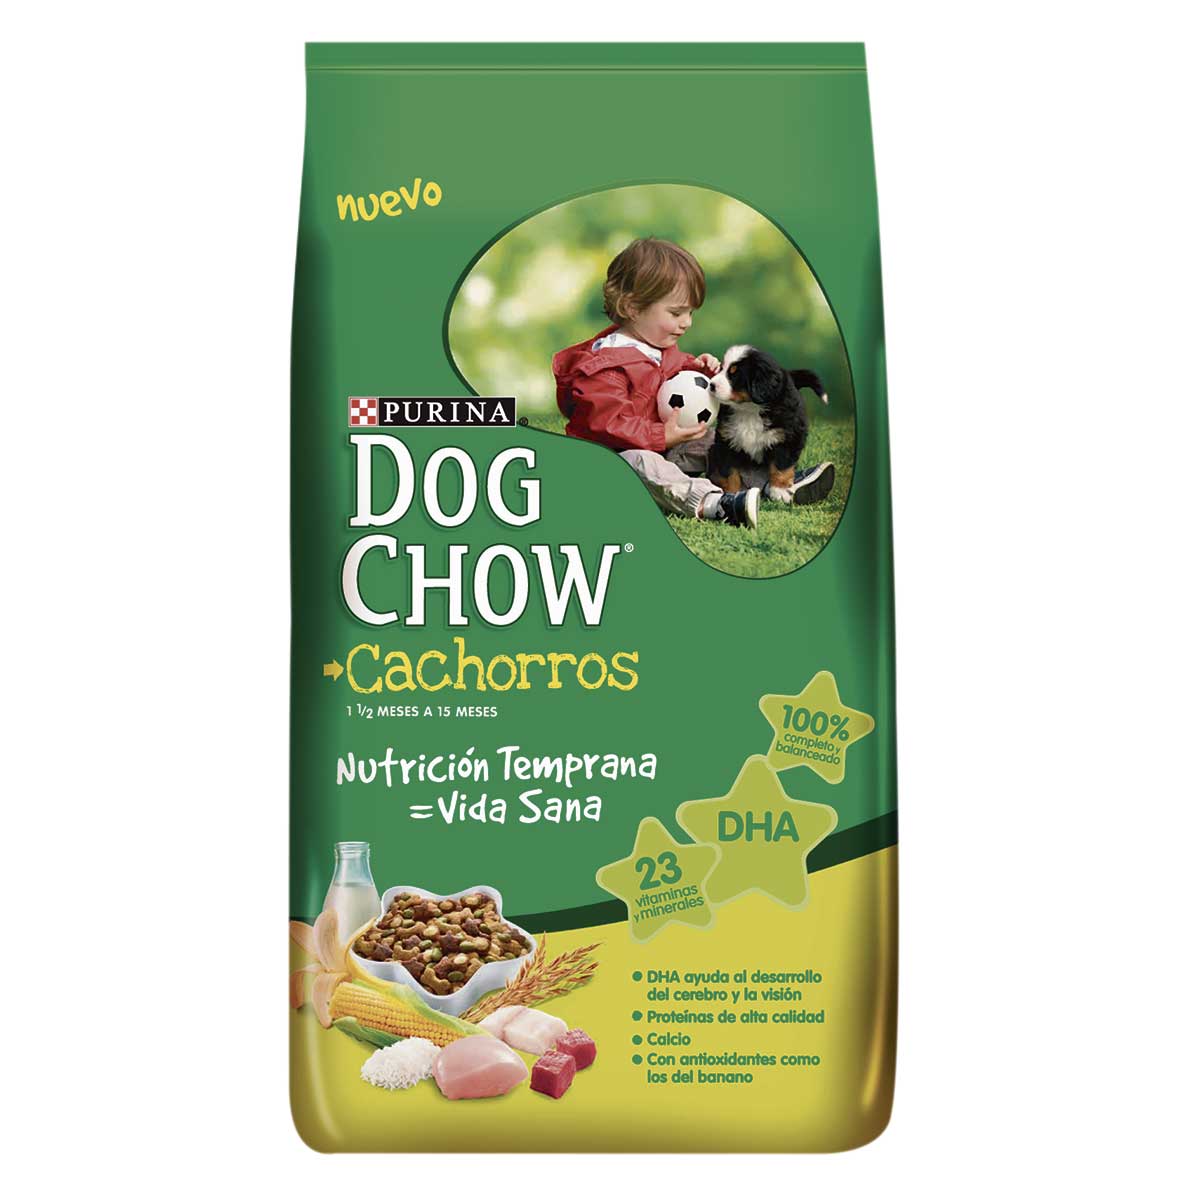 nuevo
PURINA®
DOG
CHOW®
Cachorros
1 1/2 MESES A 15 MESES
Nutrición Temprana
=Vida Sana
100%
completo y
balanceado
DHA
23
vitaminas
y minerales
• DHA ayuda al desarrollo
del cerebro y la visión
• Proteínas de alta calidad
• Calcio
• Con antioxidantes como
los del banano